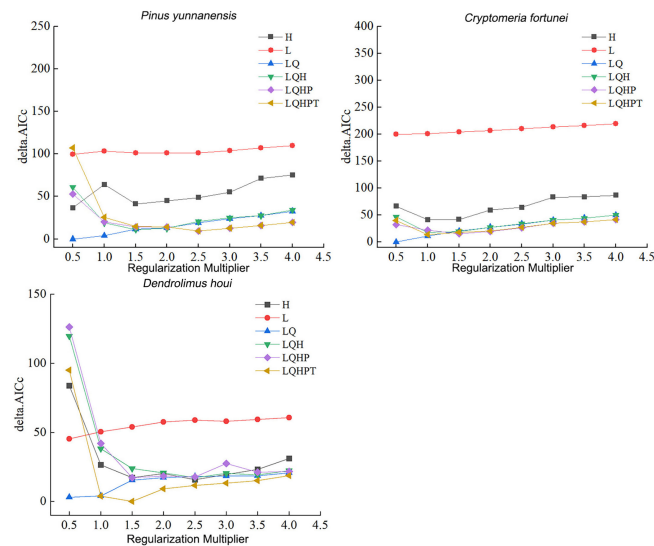 Pinus yunnanensis
250
200
150
100
50
0
delta.AICc
H
L
LQ
LQH
LQHP
LQHPT
0.5 1.0 1.5 2.0 2.5 3.0 3.5 4.0 4.5
Regularization Multiplier
Cryptomeria fortunei
400
350
300
250
200
150
100
50
0
delta.AICc
H
L
LQ
LQH
LQHP
LQHPT
0.5 1.0 1.5 2.0 2.5 3.0 3.5 4.0 4.5
Regularization Multiplier
Dendrolimus houi
150
100
50
0
delta.AICc
H
L
LQ
LQH
LQHP
LQHPT
0.5 1.0 1.5 2.0 2.5 3.0 3.5 4.0 4.5
Regularization Multiplier